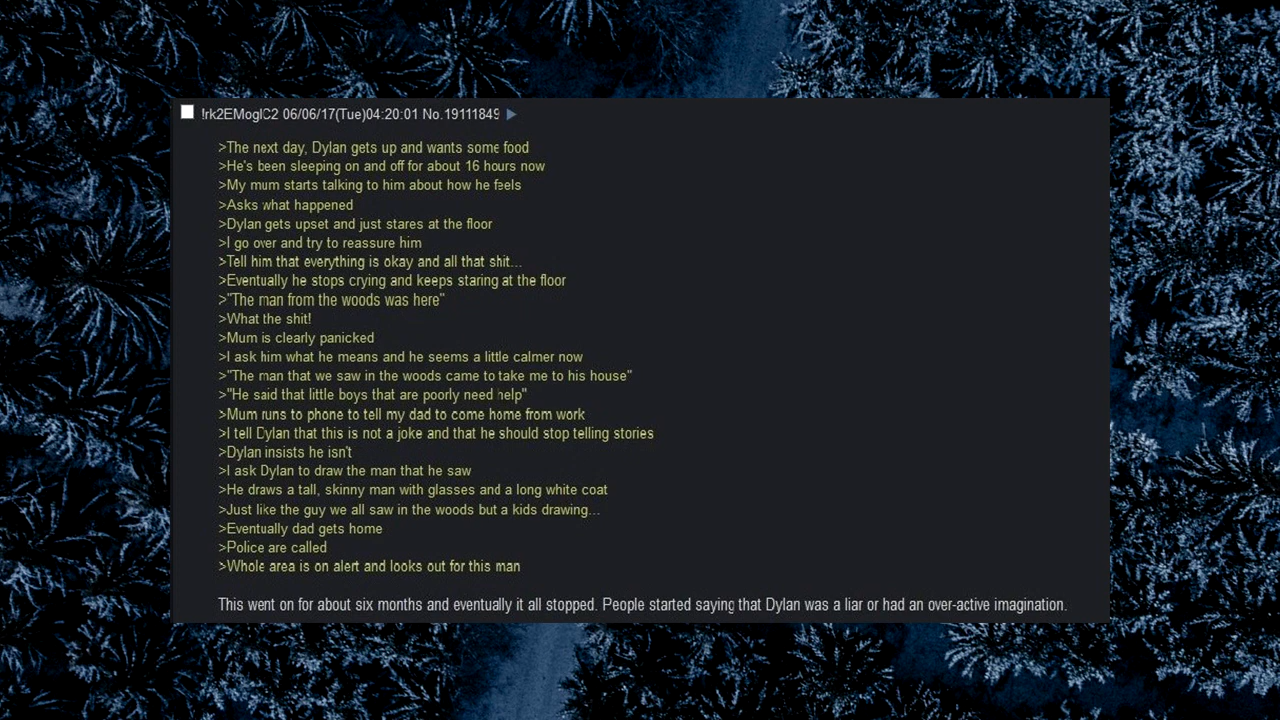 !rk2EMoglC2 06/06/17(Tue)04:20:01 No.19111849
>The next day, Dylan gets up and wants some food
>He's been sleeping on and off for about 16 hours now
>My mum starts talking to him about how he feels
>Asks what happened
>Dylan gets upset and just stares at the floor
>I go over and try to reassure him
>Tell him that everything is okay and all that shit...
>Eventually he stops crying and keeps staring at the floor
>"The man from the woods was here"
>What the shit!
>Mum is clearly panicked
>I ask him what he means and he seems a little calmer now
>"The man that we saw in the woods came to take me to his house"
>"He said that little boys that are poorly need help"
>Mum runs to phone to tell my dad to come home from work
>I tell Dylan that this is not a joke and that he should stop telling stories
>Dylan insists he isn't
>I ask Dylan to draw the man that he saw
>He draws a tall, skinny man with glasses and a long white coat
>Just like the guy we all saw in the woods but a kids drawing...
>Eventually dad gets home
>Police are called
>Whole area is on alert and looks out for this man
This went on for about six months and eventually it all stopped. People started saying that Dylan was a liar or had an over-active imagination.